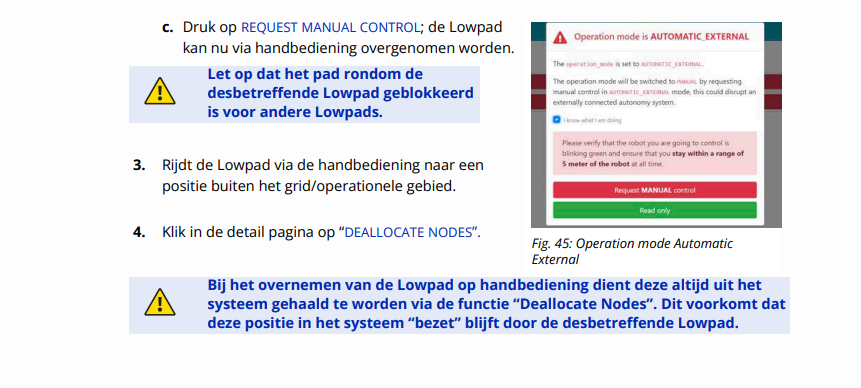 c. Druk op REQUEST MANUAL CONTROL; de Lowpad
kan nu via handbediening overgenomen worden.
Let op dat het pad rondom de
desbetreffende Lowpad geblokkeerd
is voor andere Lowpads.
3. Rijdt de Lowpad via de handbediening naar een
positie buiten het grid/operationele gebied.
4. Klik in de detail pagina op “DEALLOCATE NODES”.
Operation mode is AUTOMATIC_EXTERNAL
The operation_mode is set to AUTOMATIC_EXTERNAL.
The operation mode will be switched to MANUAL by requesting
manual control in AUTOMATIC_EXTERNAL mode, this could disrupt an
externally connected autonomy system.
I know what I am doing
Please verify that the robot you are going to control is
blinking green and ensure that you stay within a range of
5 meter of the robot at all time.
Request MANUAL control
Read only
Fig. 45: Operation mode Automatic
External
Bij het overnemen van de Lowpad op handbediening dient deze altijd uit het
systeem gehaald te worden via de functie “Deallocate Nodes”. Dit voorkomt dat
deze positie in het systeem “bezet” blijft door de desbetreffende Lowpad.